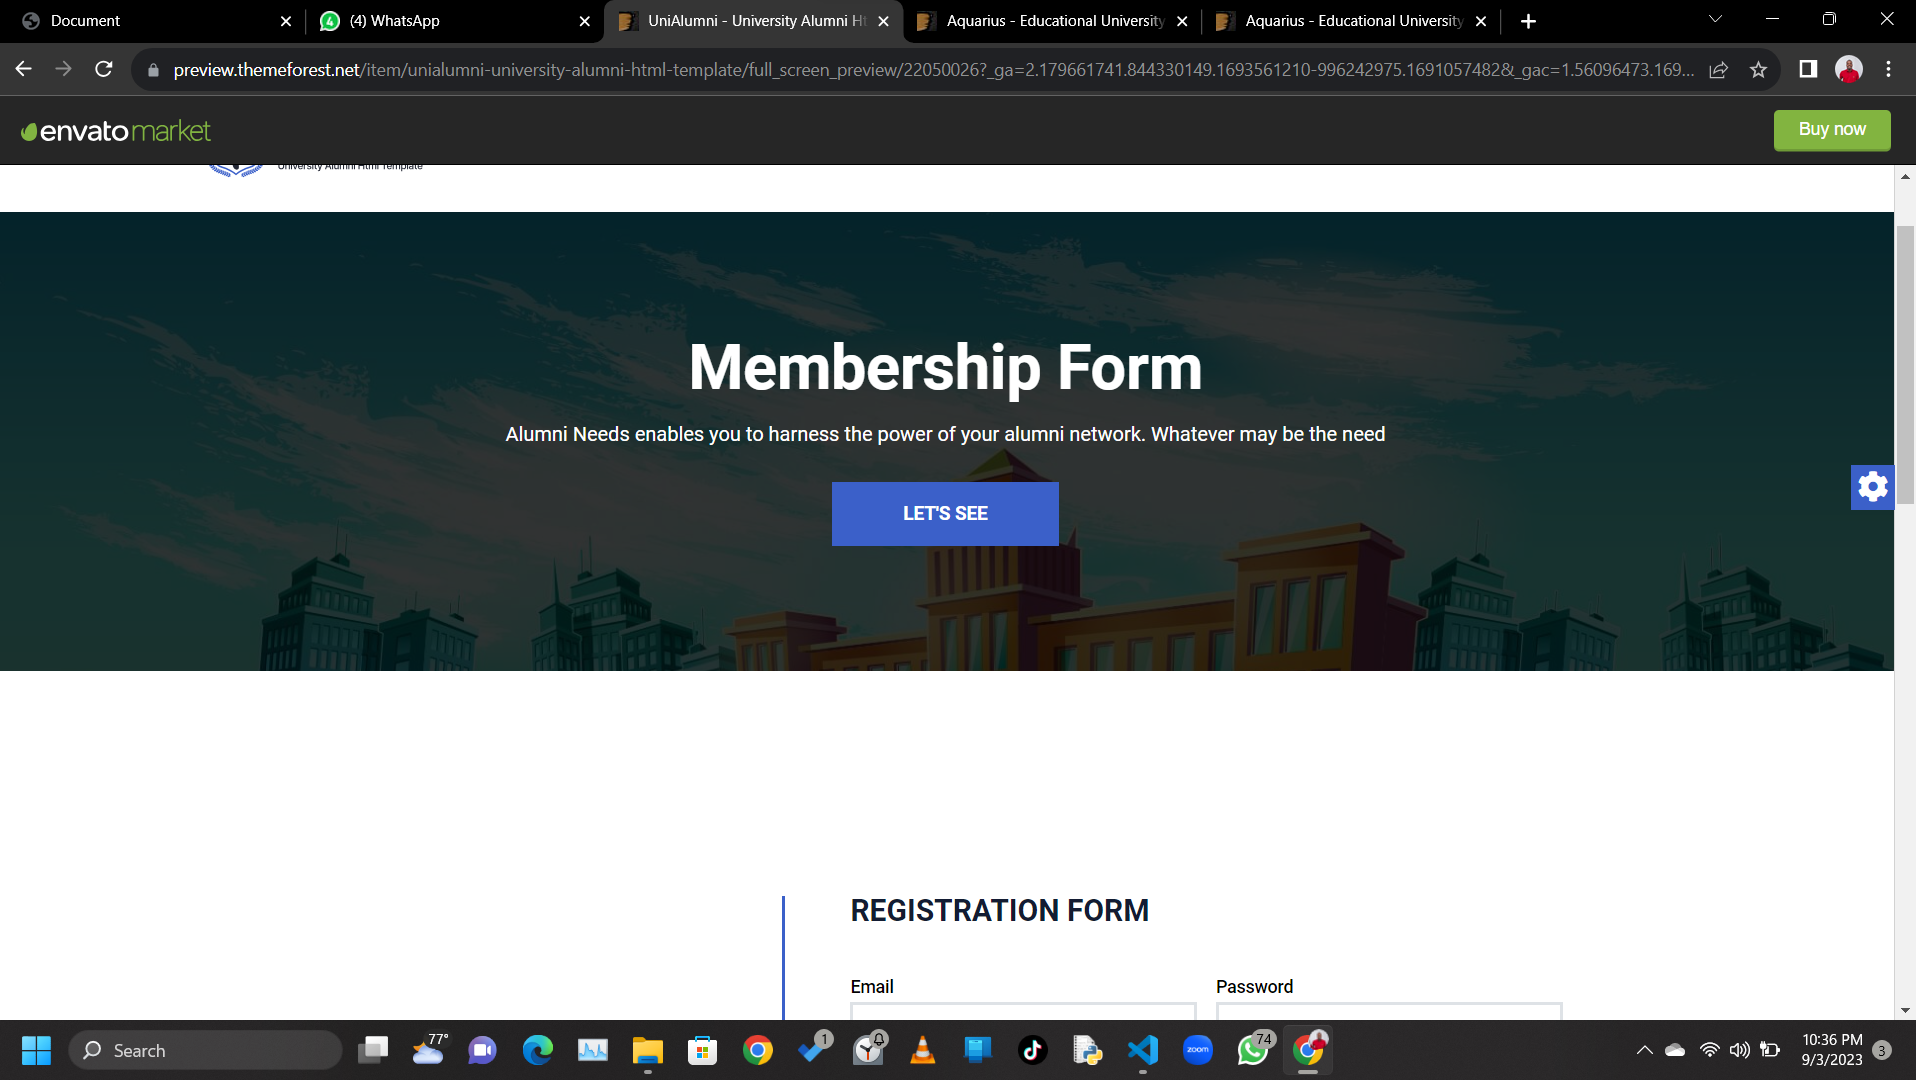 Document
(4) WhatsApp
UniAlumni - University Alumni Ht
Aquarius - Educational University
Aquarius - Educational University
preview.themeforest.net/item/unialumni-university-alumni-html-template/full_screen_preview/22050026?_ga=2.179661741.844330149.1693561210-996242975.1691057482&_gac=1.56096473.169...
envato market
Buy now
University Alumni Html Template
Membership Form
Alumni Needs enables you to harness the power of your alumni network. Whatever may be the need
LET'S SEE
REGISTRATION FORM
Email
Password
Search
77°
1
zoom
74
10:36 PM
9/3/2023
3